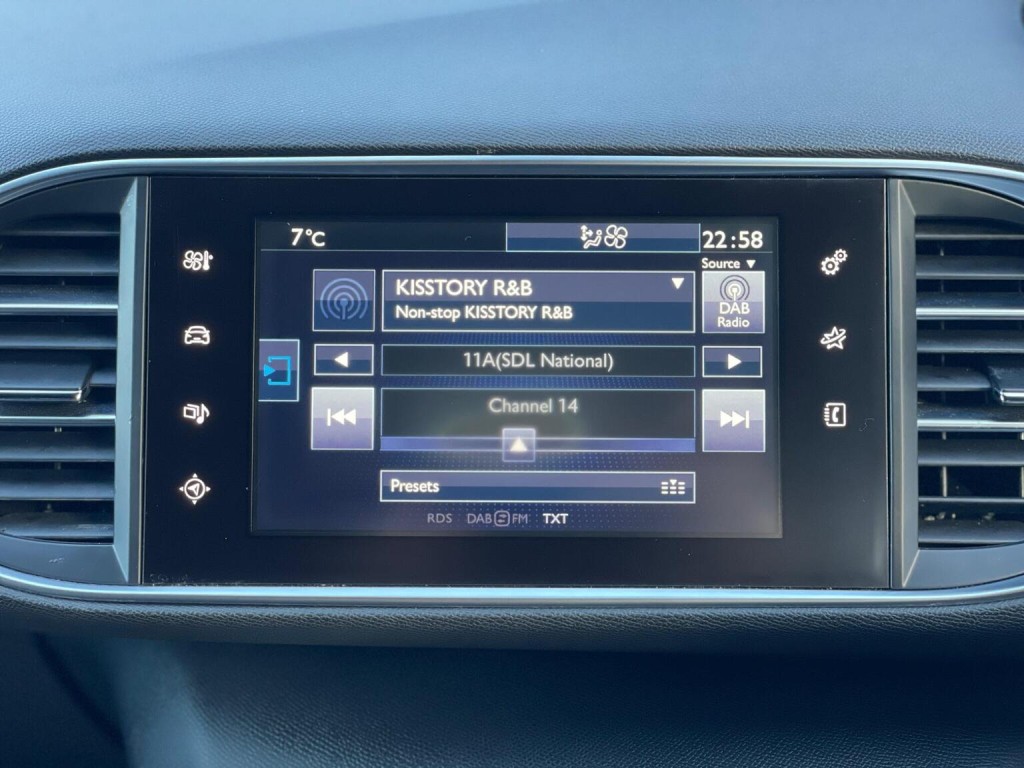 7°C
22:58
Source
KISSTORY R&B
Non-stop KISSTORY R&B
DAB
Radio
11A(SDL National)
Channel 14
Presets
RDS DAB FM TXT